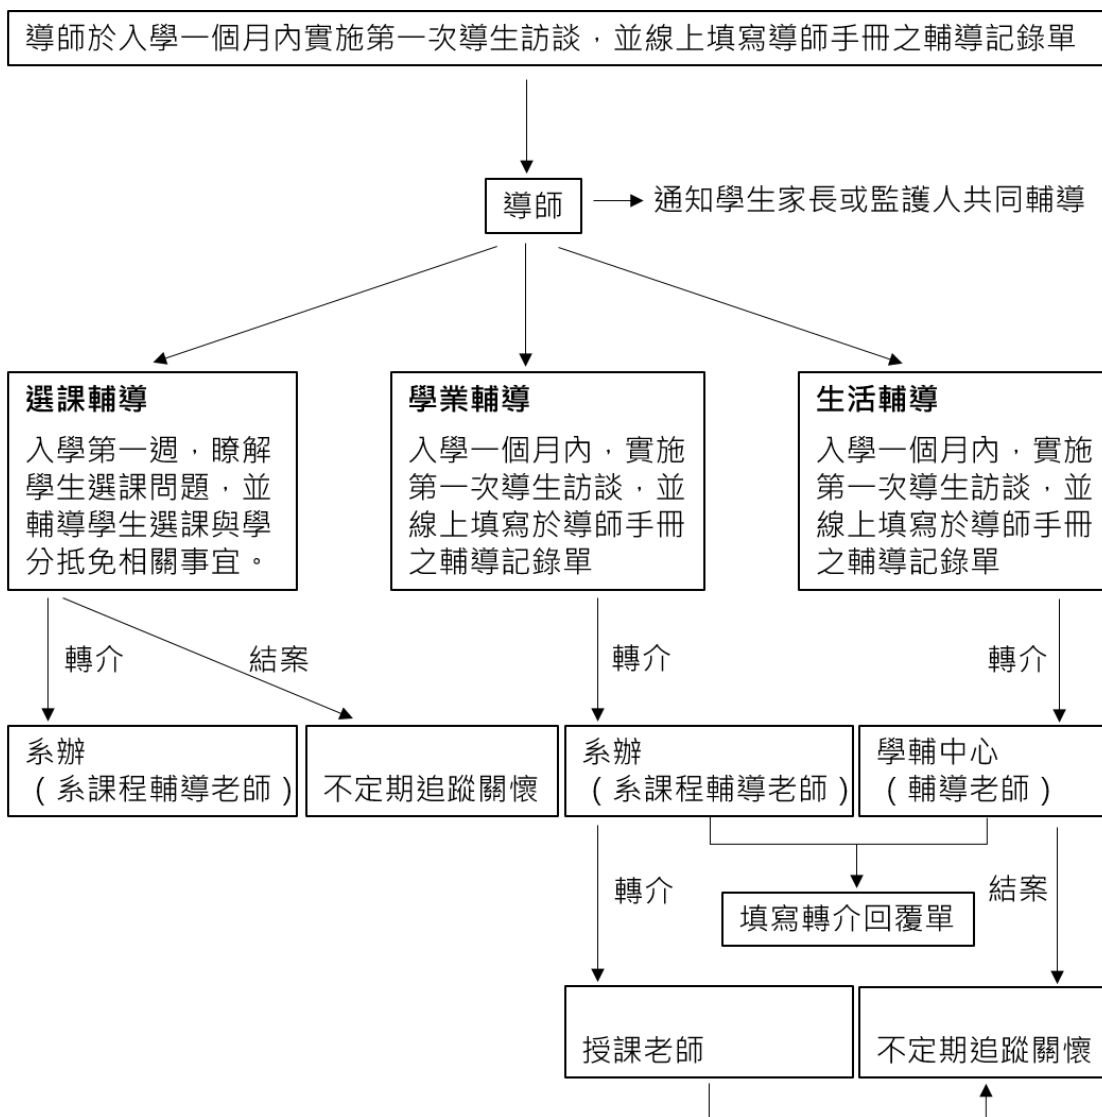 導師於入學一個月內實施第一次導生訪談，並線上填寫導師手冊之輔導記錄單
導師
通知學生家長或監護人共同輔導
選課輔導
入學第一週，瞭解
學生選課問題，並
輔導學生選課與學
分抵免相關事宜。
學業輔導
入學一個月內，實施
第一次導生訪談，並
線上填寫於導師手冊
之輔導記錄單
生活輔導
入學一個月內，實施
第一次導生訪談，並
線上填寫於導師手冊
之輔導記錄單
轉介
結案
轉介
轉介
系辦
（系課程輔導老師）
不定期追蹤關懷
系辦
（系課程輔導老師）
學輔中心
（輔導老師）
轉介
填寫轉介回覆單
結案
授課老師
不定期追蹤關懷